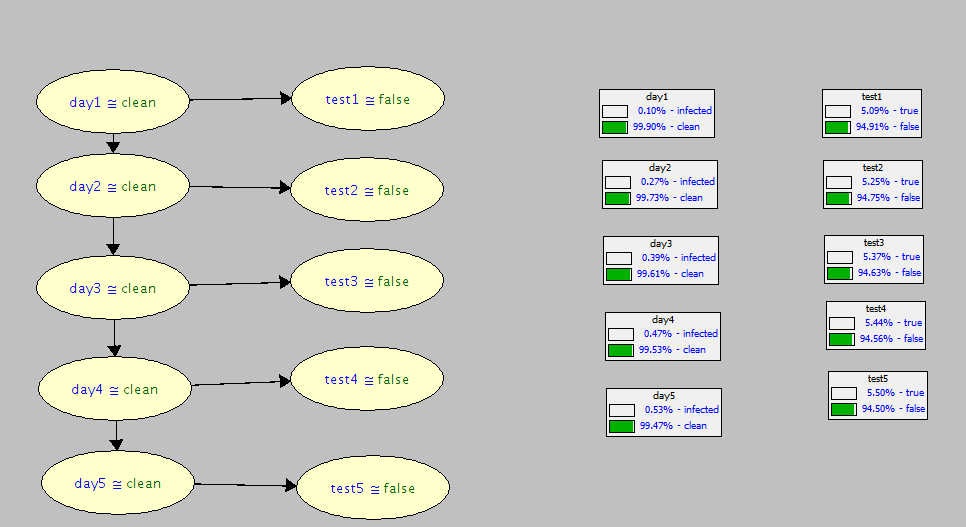 day1 ≅ clean
test1 ≅ false
day2 ≅ clean
test2 ≅ false
day3 ≅ clean
test3 ≅ false
day4 ≅ clean
test4 ≅ false
day5 ≅ clean
test5 ≅ false
day1
0.10% - infected
99.90% - clean
test1
5.09% - true
94.91% - false
day2
0.27% - infected
99.73% - clean
test2
5.25% - true
94.75% - false
day3
0.39% - infected
99.61% - clean
test3
5.37% - true
94.63% - false
day4
0.47% - infected
99.53% - clean
test4
5.44% - true
94.56% - false
day5
0.53% - infected
99.47% - clean
test5
5.50% - true
94.50% - false